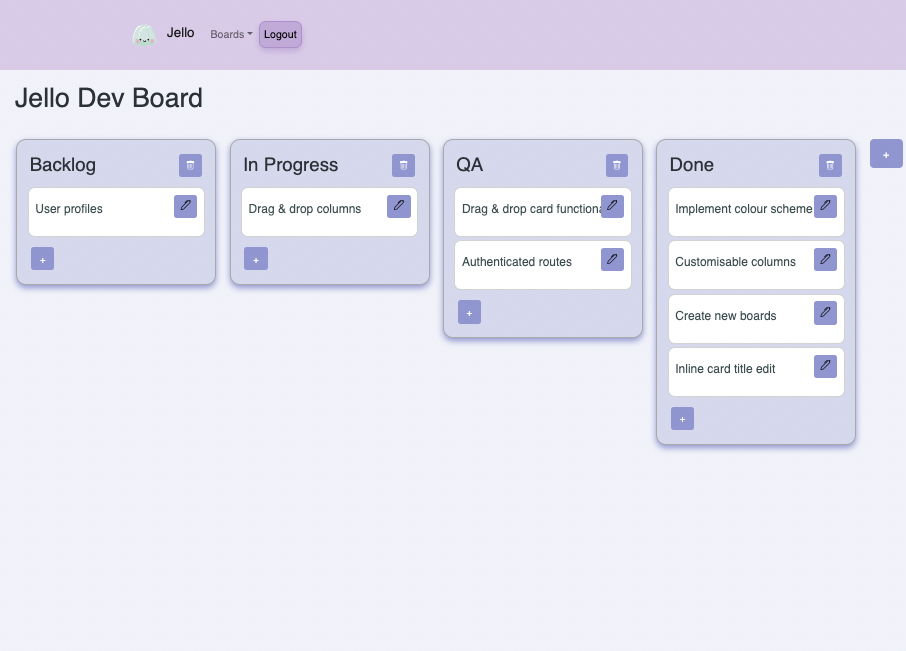 Jello
Boards
Logout
Jello Dev Board
Backlog
User profiles
+
In Progress
Drag & drop columns
+
QA
Drag & drop card functiona
Authenticated routes
+
Done
Implement colour scheme
Customisable columns
Create new boards
Inline card title edit
+
+